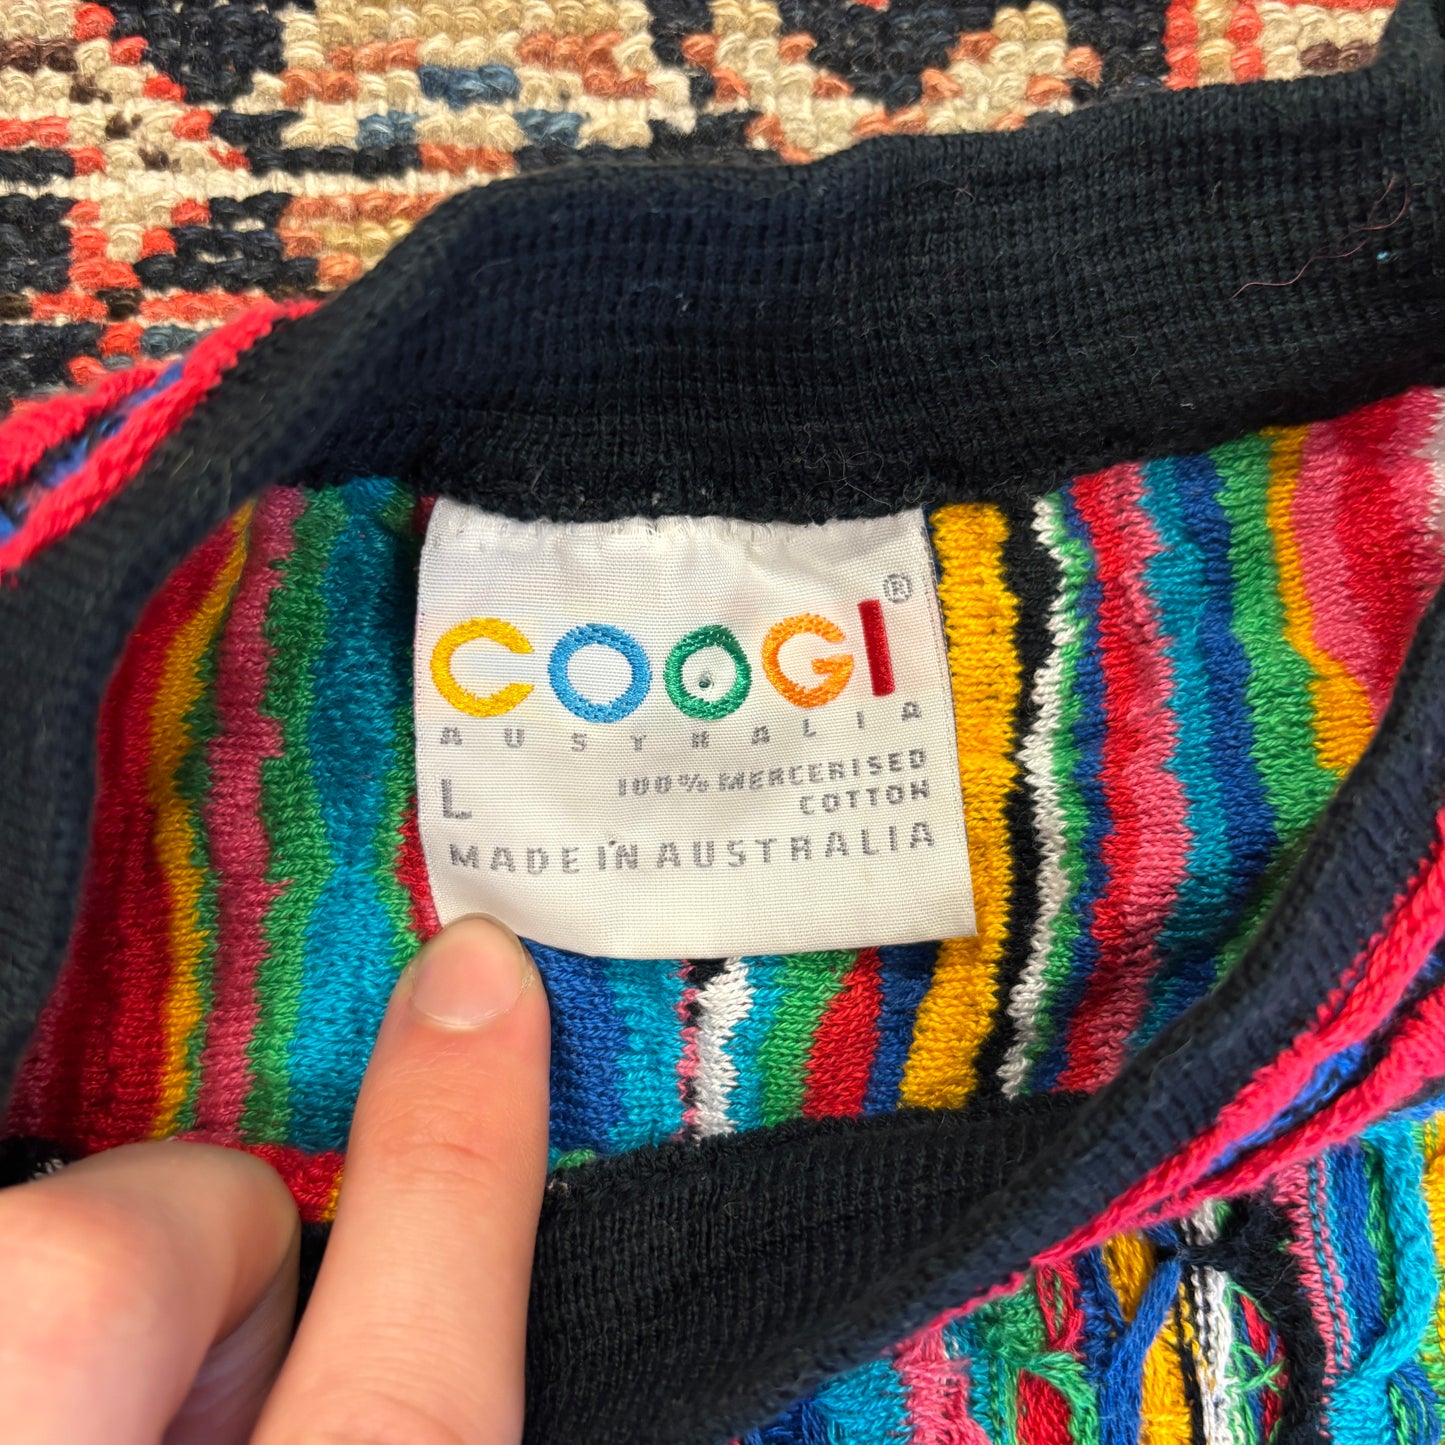 COOGI®
AUSTRALIA
L
100% MERCERISED
COTTON
MADE IN AUSTRALIA